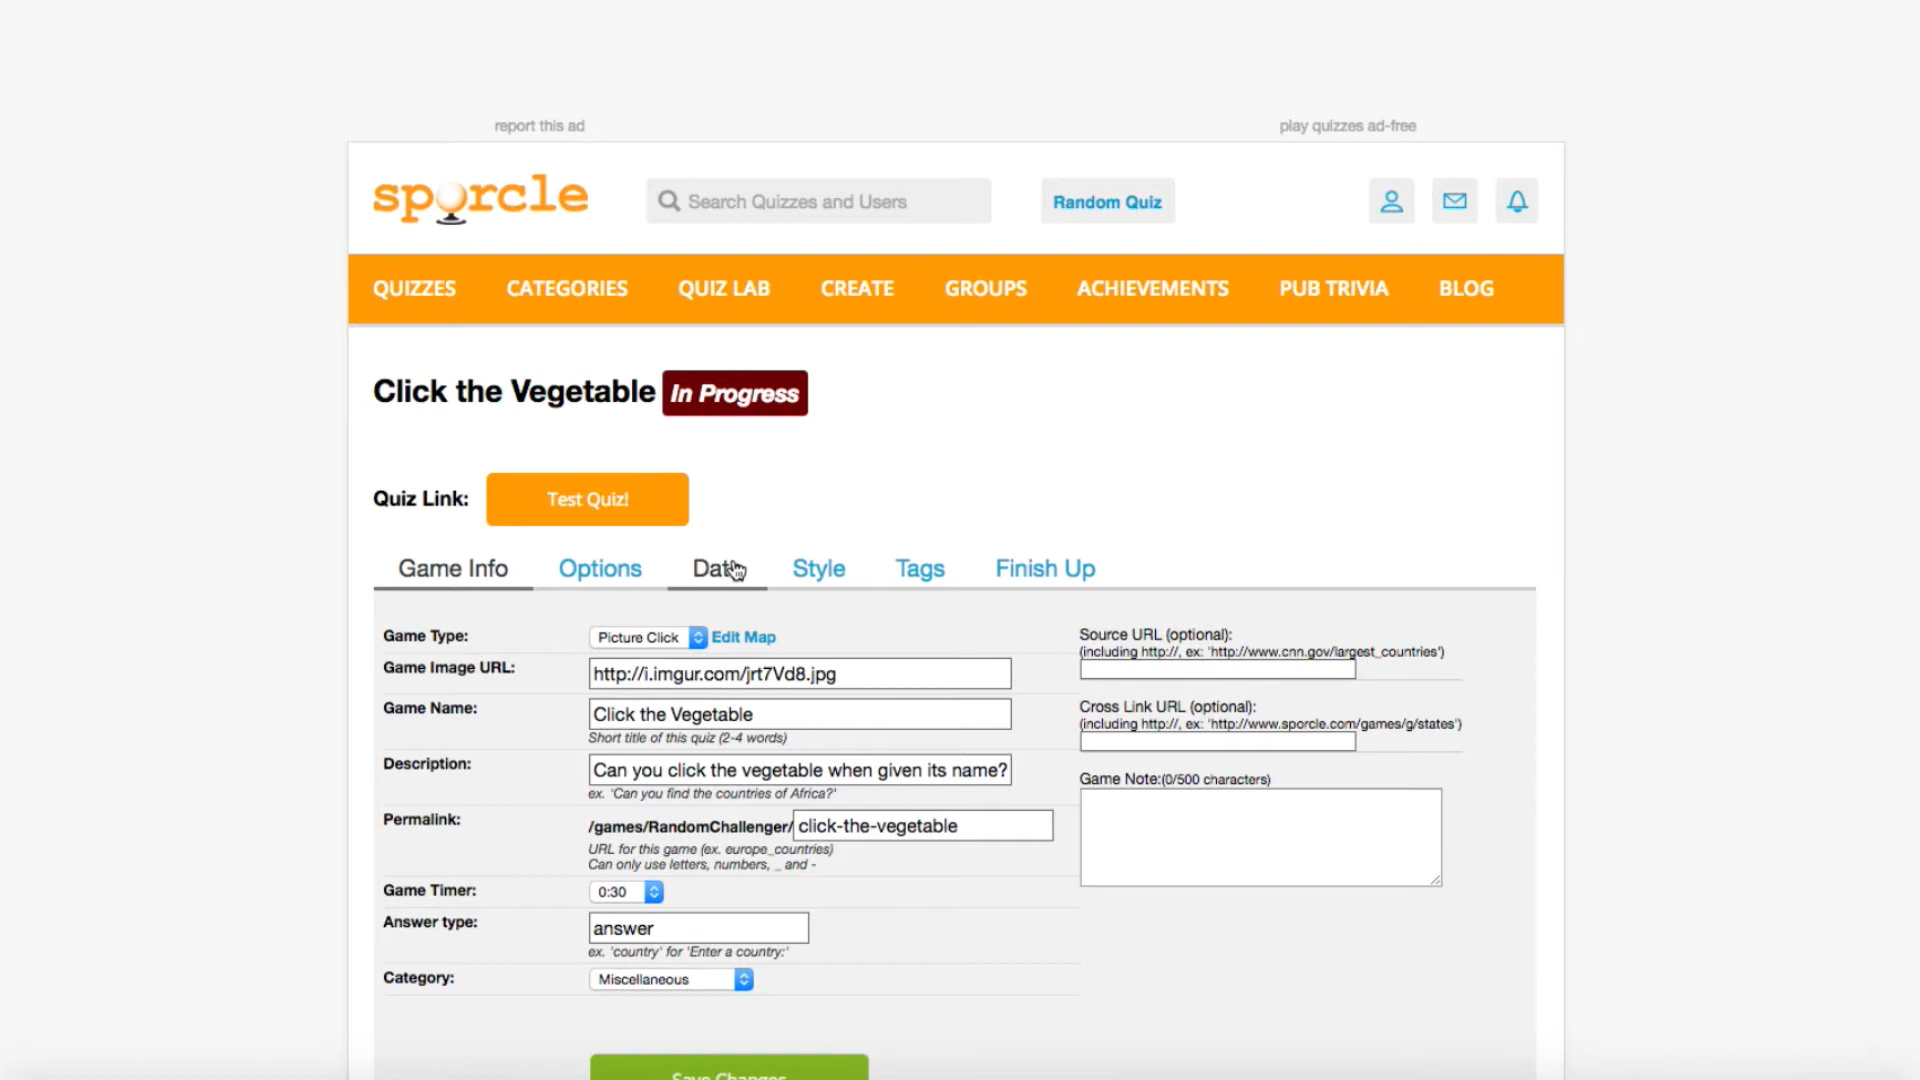 report this ad
play quizzes ad-free
sporcle
Search Quizzes and Users
Random Quiz
QUIZZES CATEGORIES QUIZ LAB CREATE GROUPS ACHIEVEMENTS PUB TRIVIA BLOG
Click the Vegetable In Progress
Quiz Link: Test Quiz!
Game Info Options Dat Style Tags Finish Up
Game Type: Picture Click Edit Map
Game Image URL: http://i.imgur.com/jrt7Vd8.jpg
Game Name: Click the Vegetable
Short title of this quiz (2-4 words)
Description: Can you click the vegetable when given its name?
ex. 'Can you find the countries of Africa?'
Permalink: /games/RandomChallenger/ click-the-vegetable
URL for this game (ex. europe_countries)
Can only use letters, numbers, _ and -
Game Timer: 0:30
Answer type: answer
ex. 'country' for 'Enter a country:'
Category: Miscellaneous
Source URL (optional):
(including http://, ex: 'http://www.cnn.gov/largest_countries')
Cross Link URL (optional):
(including http://, ex: 'http://www.sporcle.com/games/g/states')
Game Note:(0/500 characters)
Save Changes